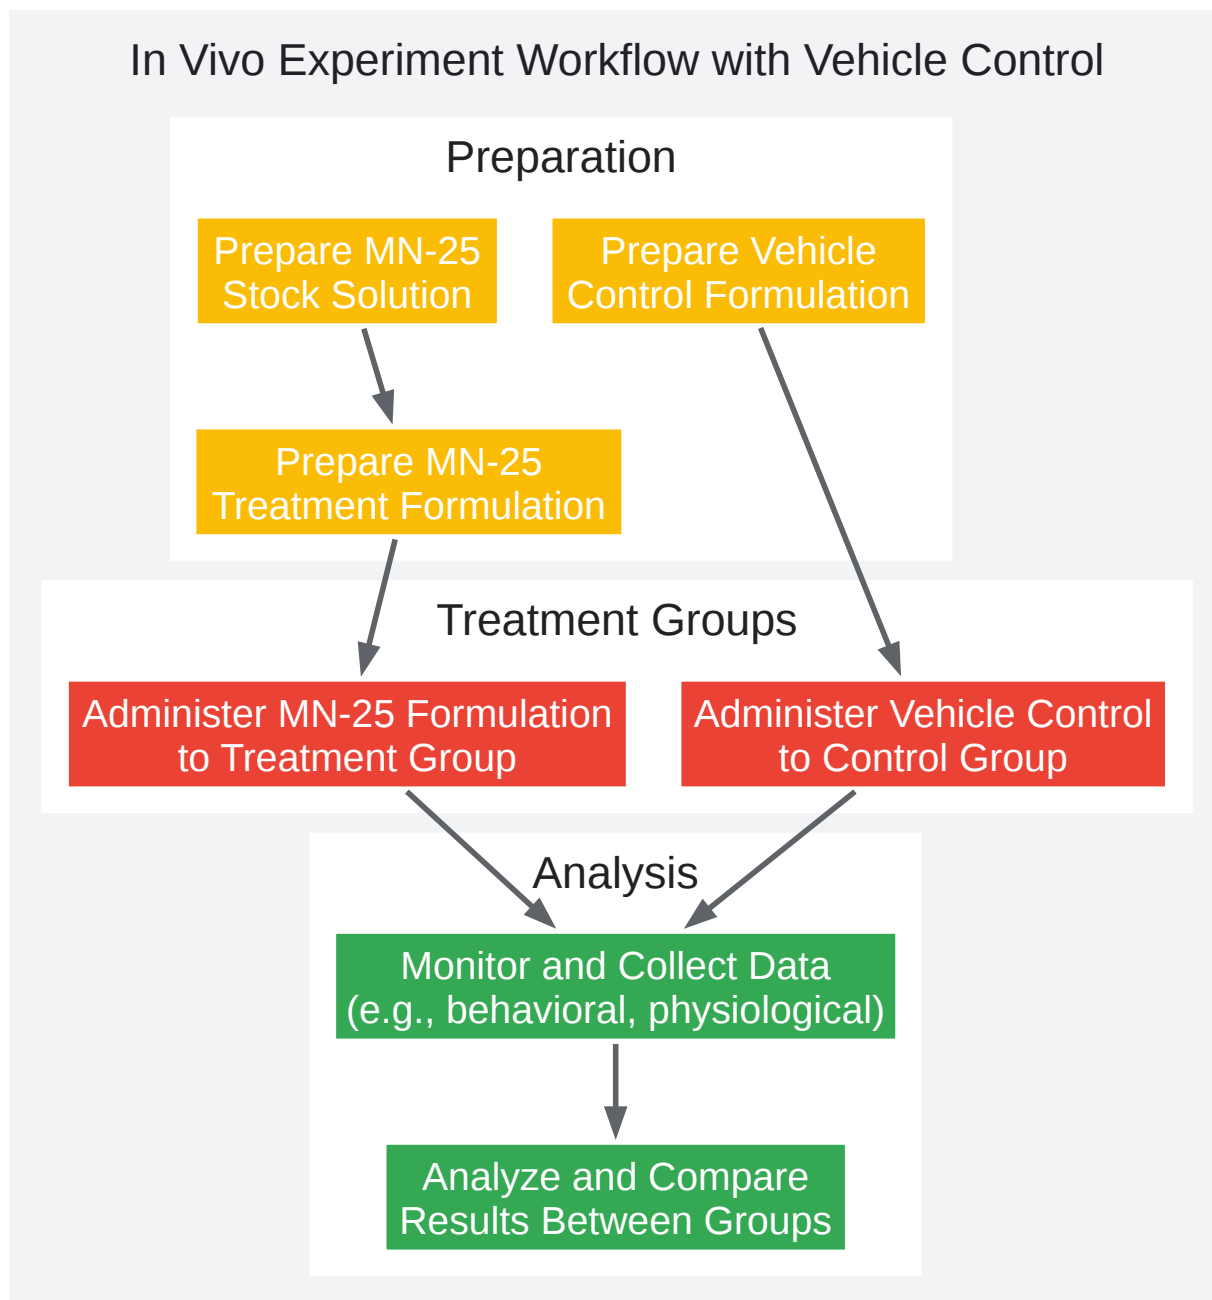 In Vivo Experiment Workflow with Vehicle Control
Preparation
Prepare MN-25
Stock Solution
Prepare Vehicle
Control Formulation
Prepare MN-25
Treatment Formulation
Treatment Groups
Administer MN-25 Formulation
to Treatment Group
Administer Vehicle Control
to Control Group
Analysis
Monitor and Collect Data
(e.g., behavioral, physiological)
Analyze and Compare
Results Between Groups